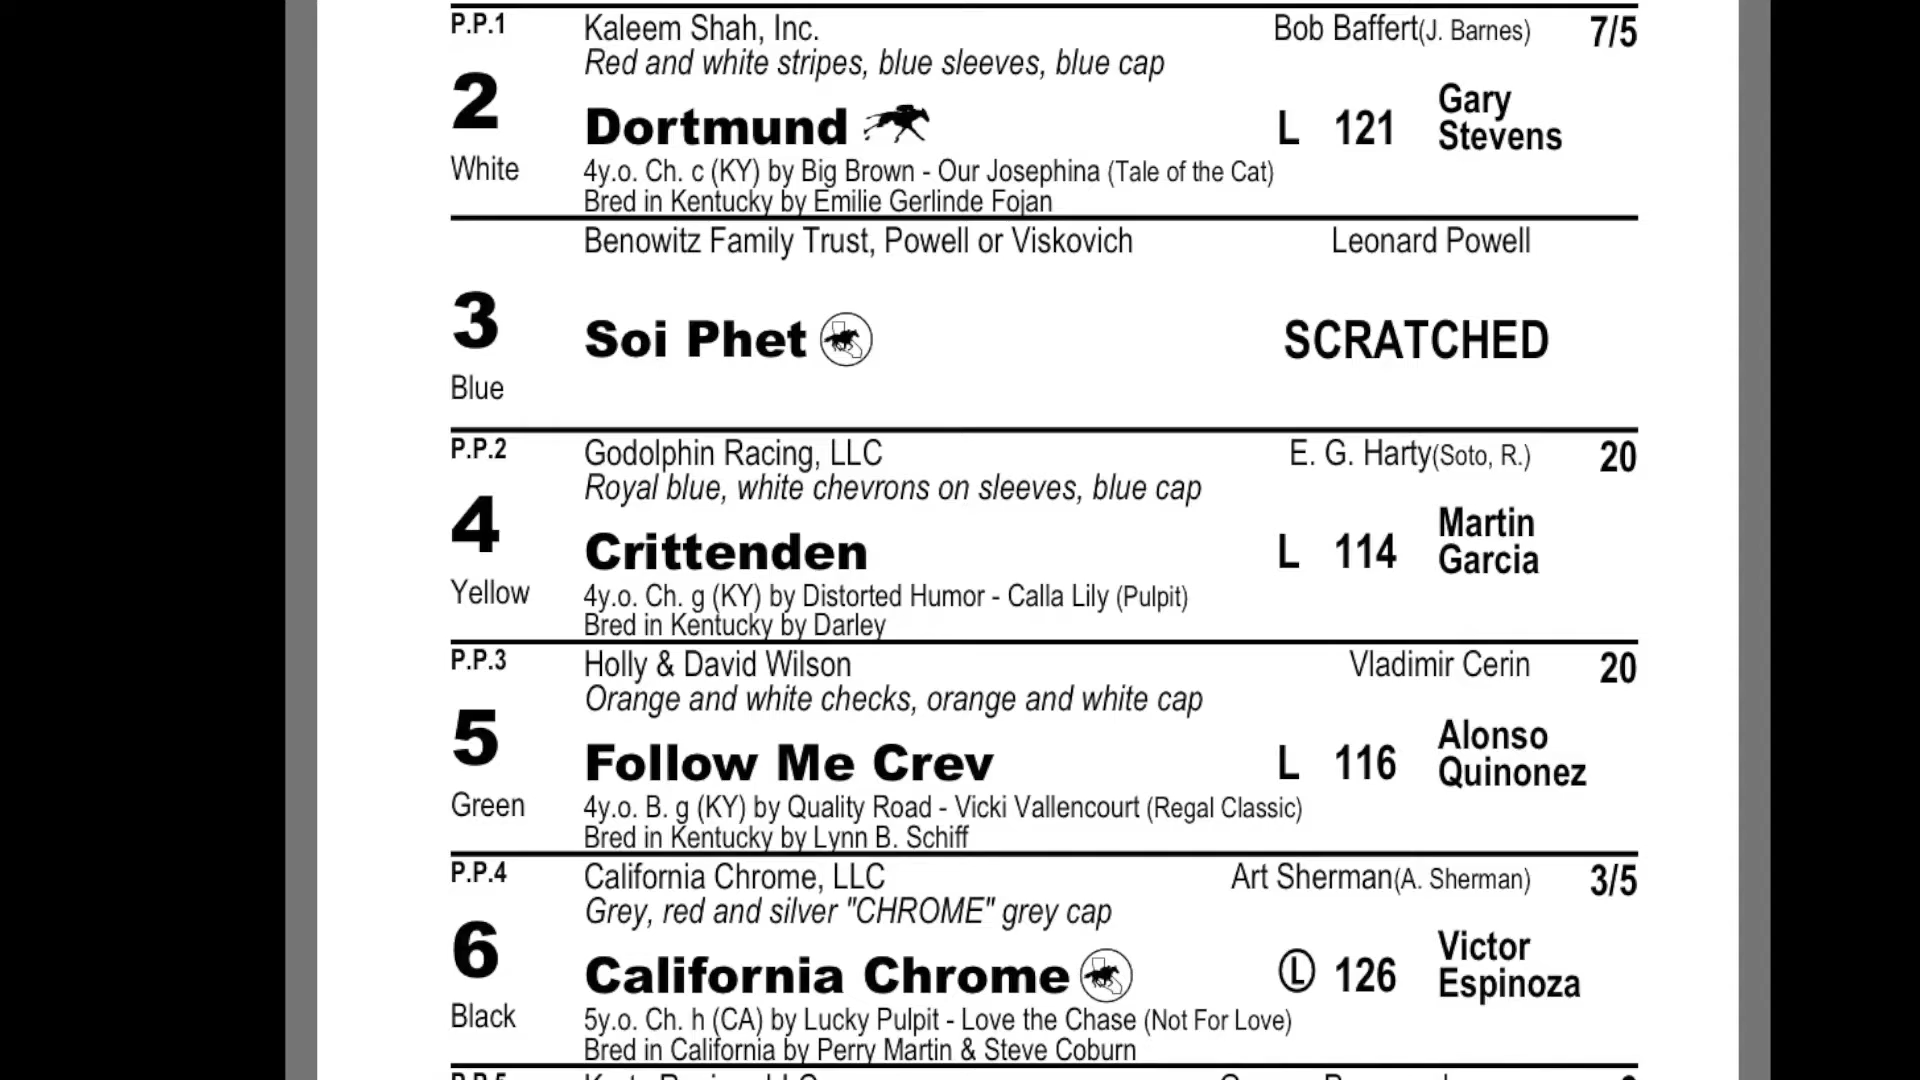 P.P.1 Kaleem Shah, Inc. Bob Baffert(J. Barnes) 7/5
Red and white stripes, blue sleeves, blue cap
2 Dortmund L 121 Gary Stevens
White 4y.o. Ch. c (KY) by Big Brown - Our Josephina (Tale of the Cat)
Bred in Kentucky by Emilie Gerlinde Fojan
Benowitz Family Trust, Powell or Viskovich Leonard Powell
3 Soi Phet SCRATCHED
Blue
P.P.2 Godolphin Racing, LLC E. G. Harty(Soto, R.) 20
Royal blue, white chevrons on sleeves, blue cap
4 Crittenden L 114 Martin Garcia
Yellow 4y.o. Ch. g (KY) by Distorted Humor - Calla Lily (Pulpit)
Bred in Kentucky by Darley
P.P.3 Holly & David Wilson Vladimir Cerin 20
Orange and white checks, orange and white cap
5 Follow Me Crev L 116 Alonso Quinonez
Green 4y.o. B. g (KY) by Quality Road - Vicki Vallencourt (Regal Classic)
Bred in Kentucky by Lynn B. Schiff
P.P.4 California Chrome, LLC Art Sherman(A. Sherman) 3/5
Grey, red and silver "CHROME" grey cap
6 California Chrome L 126 Victor Espinoza
Black 5y.o. Ch. h (CA) by Lucky Pulpit - Love the Chase (Not For Love)
Bred in California by Perry Martin & Steve Coburn
P.P.5